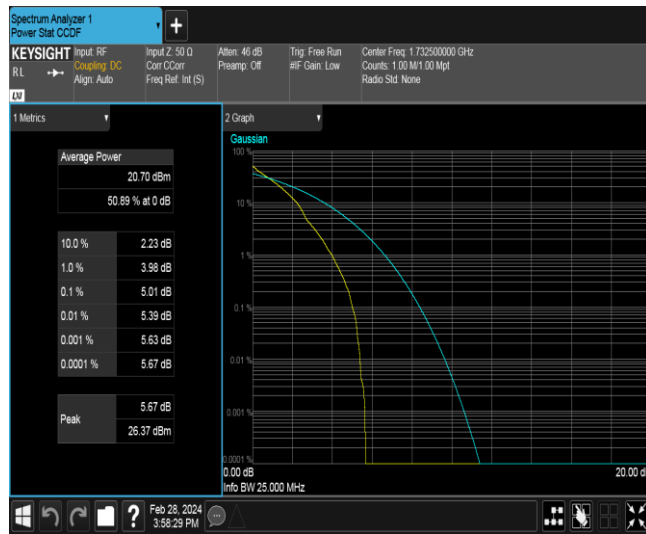 Spectrum Analyzer 1
Power Stat CCDF
+
KEYSIGHT
RL
LXI
Input: RF
Coupling: DC
Align: Auto
Input Z: 50 Ω
Corr CCorr
Freq Ref: Int (S)
Atten: 46 dB
Preamp: Off
Trig: Free Run
#IF Gain: Low
Center Freq: 1.732500000 GHz
Counts: 1.00 M/1.00 Mpt
Radio Std: None
1 Metrics
Average Power
20.70 dBm
50.89 % at 0 dB
10.0 % 2.23 dB
1.0 % 3.98 dB
0.1 % 5.01 dB
0.01 % 5.39 dB
0.001 % 5.63 dB
0.0001 % 5.67 dB
Peak
5.67 dB
26.37 dBm
2 Graph
Gaussian
100 %
10 %
1 %
0.1 %
0.01 %
0.001 %
0.0001 %
0.00 dB
20.00 d
Info BW 25.000 MHz
?
Feb 28, 2024
3:58:29 PM